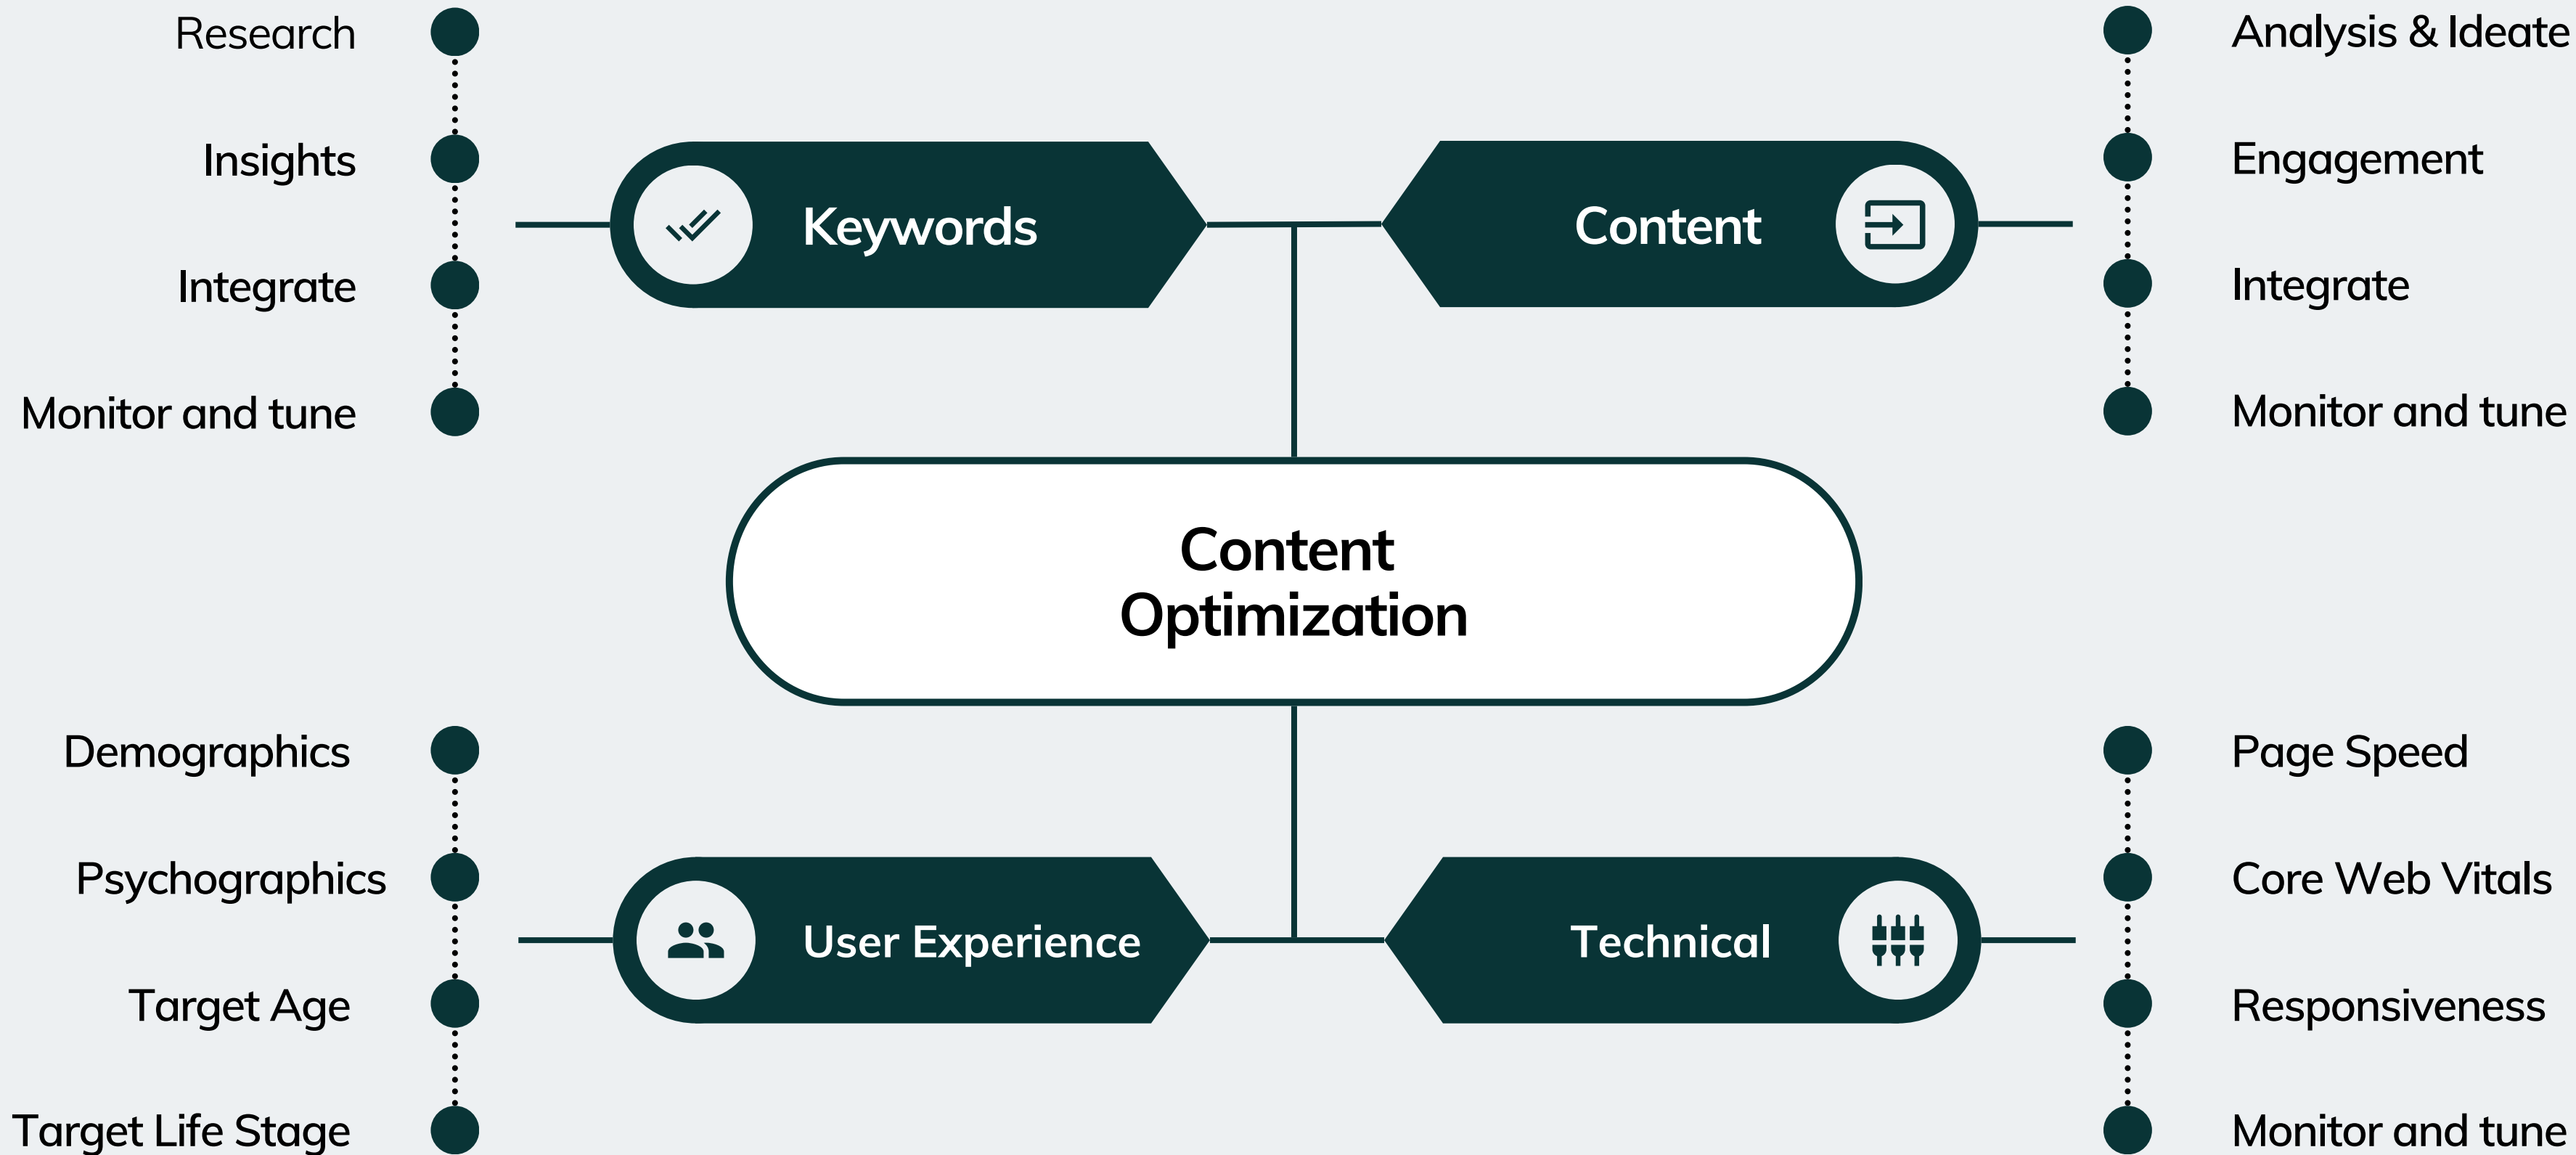 Research
Insights
Integrate
Monitor and tune
Keywords
Content
Analysis & Ideate
Engagement
Integrate
Monitor and tune
Content
Optimization
Demographics
Psychographics
Target Age
Target Life Stage
User Experience
Technical
Page Speed
Core Web Vitals
Responsiveness
Monitor and tune